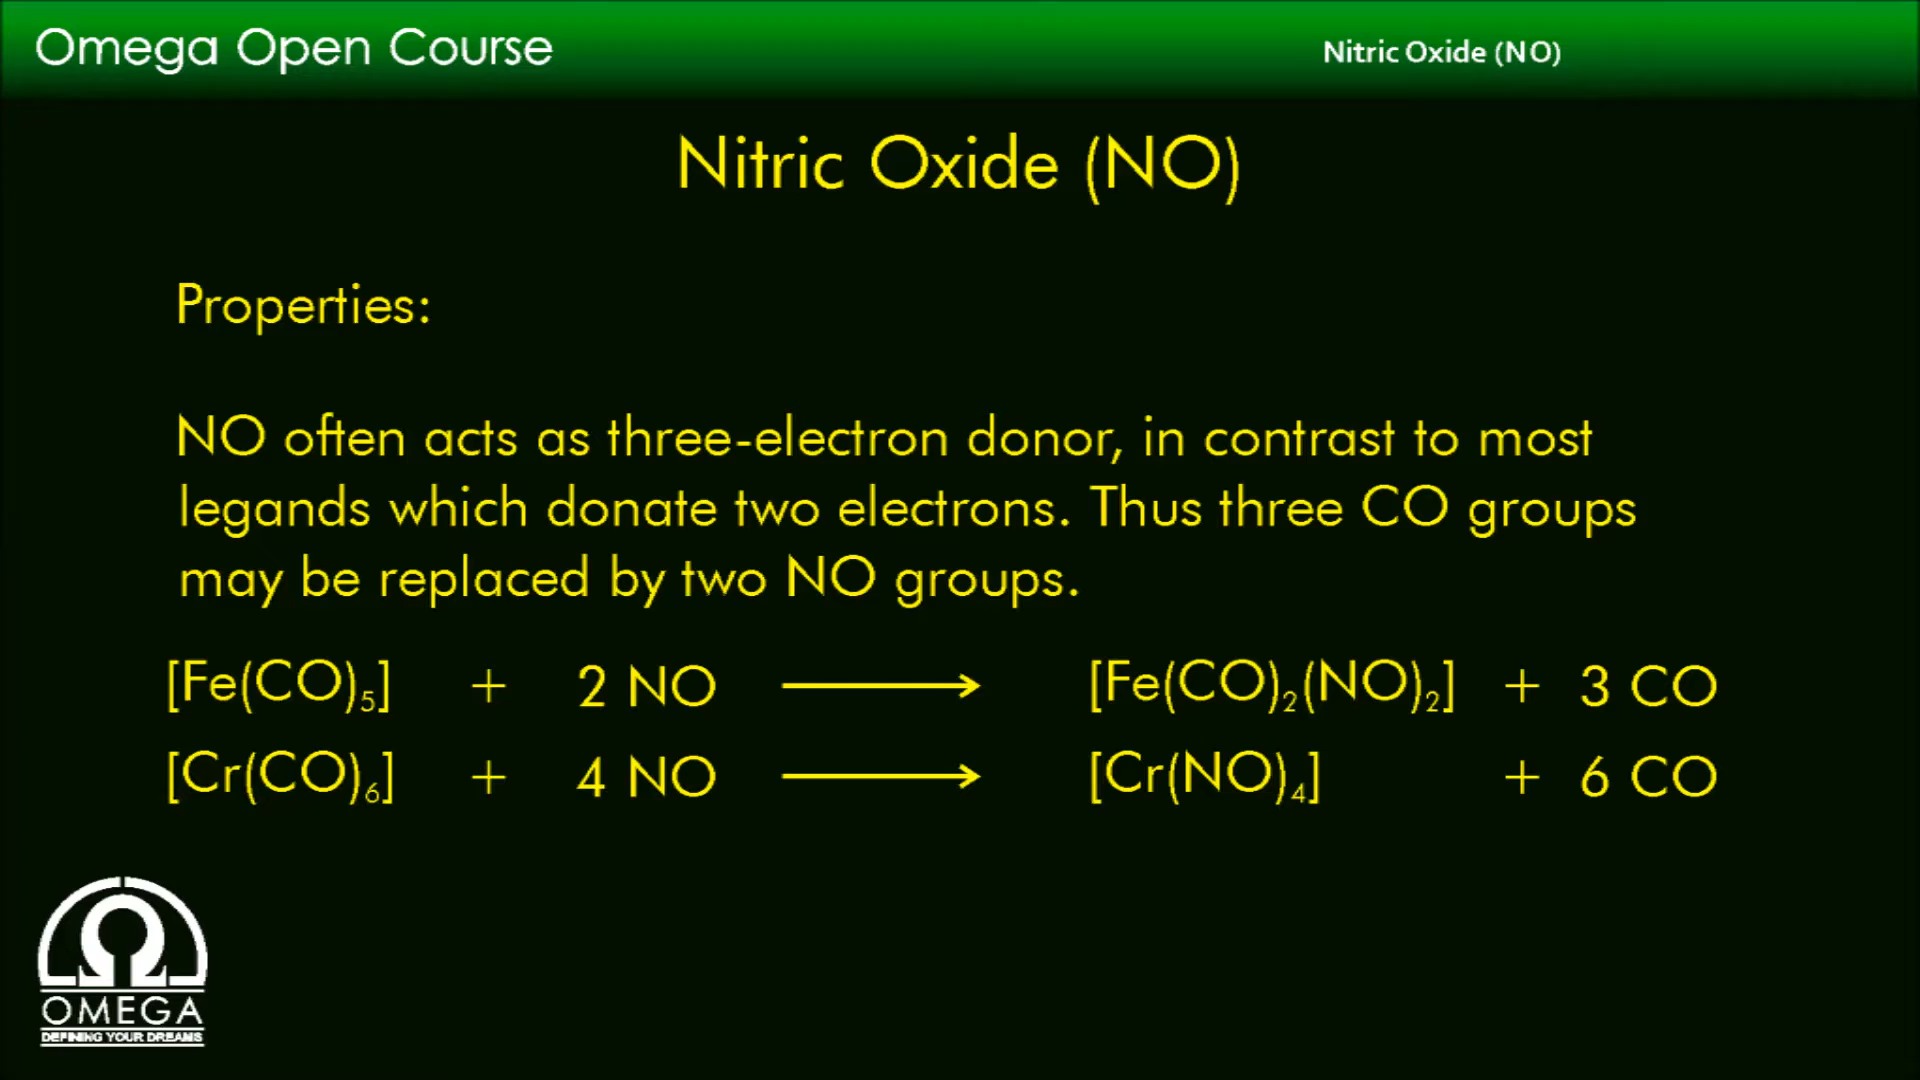 Omega Open Course
Nitric Oxide (NO)
Nitric Oxide (NO)
Properties:
NO often acts as three-electron donor, in contrast to most
legands which donate two electrons. Thus three CO groups
may be replaced by two NO groups.
[Fe(CO)₅] + 2 NO ⟶ [Fe(CO)₂(NO)₂] + 3 CO
[Cr(CO)₆] + 4 NO ⟶ [Cr(NO)₄] + 6 CO
OMEGA
DEFINING YOUR DREAMS